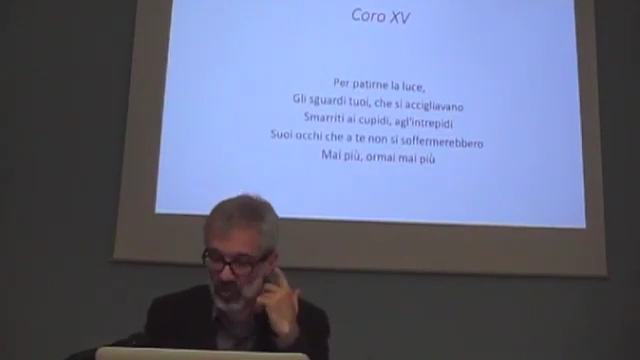 Coro XV
Per patirne la luce,
Gli sguardi tuoi, che si accigliavano
Smarriti ai cupidi, agl'intrepidi
Suoi occhi che a te non si soffermerebbero
Mai più, ormai mai più